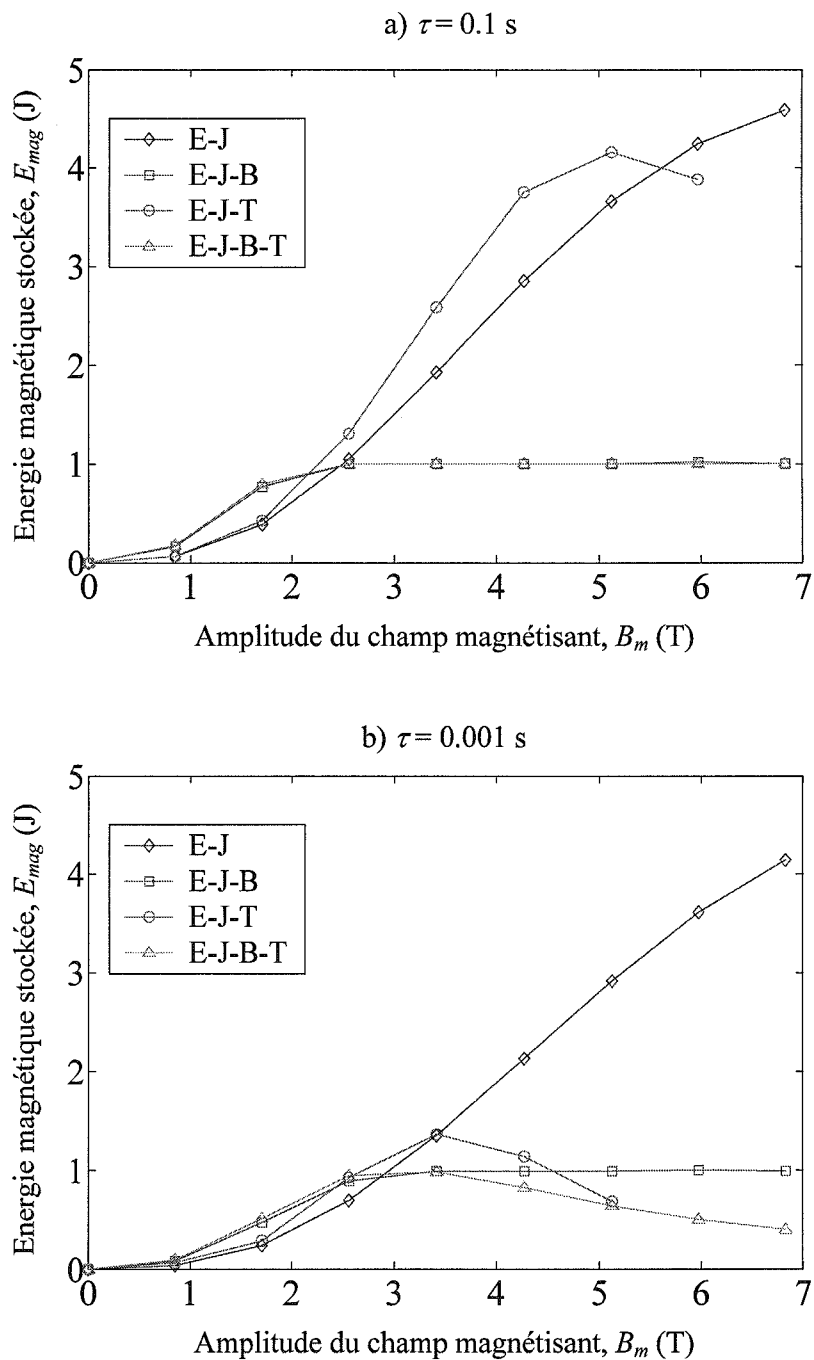 a) τ = 0.1 s
Energie magnétique stockée, E_mag (J)
5
4
3
2
1
0
E-J
E-J-B
E-J-T
E-J-B-T
0 1 2 3 4 5 6 7
Amplitude du champ magnétisant, B_m (T)
b) τ = 0.001 s
Energie magnétique stockée, E_mag (J)
5
4
3
2
1
0
E-J
E-J-B
E-J-T
E-J-B-T
0 1 2 3 4 5 6 7
Amplitude du champ magnétisant, B_m (T)